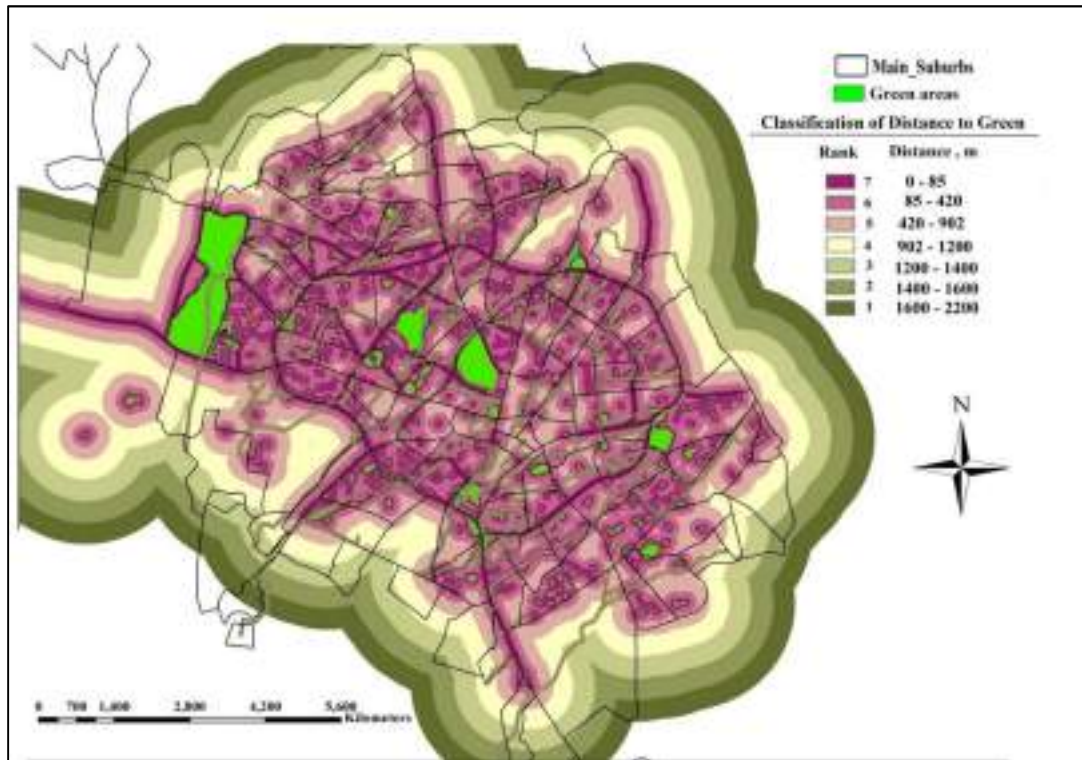 Main_Suburbs
Green areas
Classification of Distance to Green
Rank Distance , m
7 0 - 85
6 85 - 420
5 420 - 902
4 902 - 1200
3 1200 - 1400
2 1400 - 1600
1 1600 - 2200
N
0 700 1,400 2,800 4,200 5,600
Kilometers